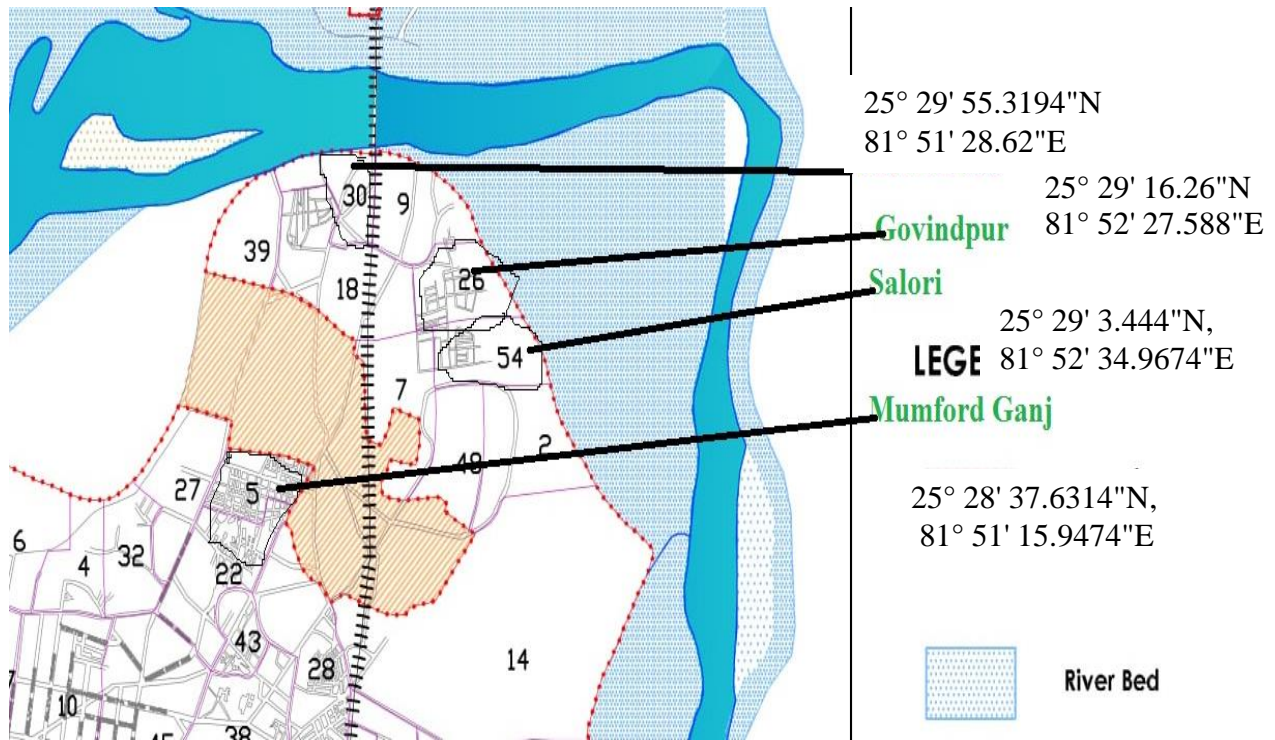 25° 29' 55.3194"N
81° 51' 28.62"E
25° 29' 16.26"N
81° 52' 27.588"E
Govindpur
Salori
25° 29' 3.444"N,
81° 52' 34.9674"E
LEGE
Mumford Ganj
25° 28' 37.6314"N,
81° 51' 15.9474"E
River Bed
30
9
39
26
18
54
7
2
48
27
5
6
32
4
22
43
28
14
10
38